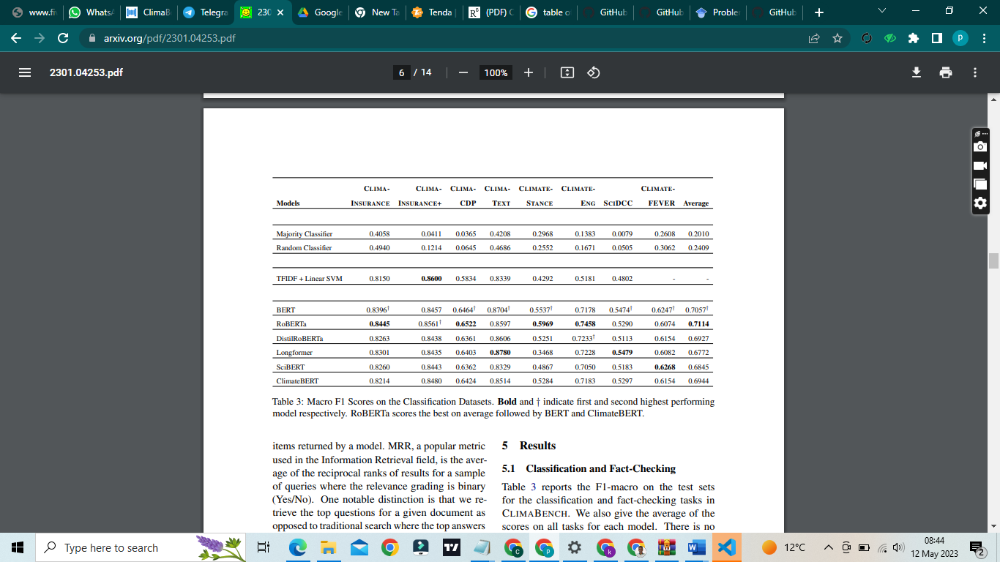 www.fi WhatsA ClimaB Telegra 230 Google New Ta Tenda (PDF) C table o GitHub GitHub Problem GitHub
arxiv.org/pdf/2301.04253.pdf
2301.04253.pdf 6 / 14 100%
CLIMA- CLIMA- CLIMA- CLIMA- CLIMATE- CLIMATE- CLIMATE-
Models INSURANCE INSURANCE+ CDP TEXT STANCE ENG SCIDCC FEVER Average
Majority Classifier 0.4058 0.0411 0.0365 0.4208 0.2968 0.1383 0.0079 0.2608 0.2010
Random Classifier 0.4940 0.1214 0.0645 0.4686 0.2552 0.1671 0.0505 0.3062 0.2409
TFIDF + Linear SVM 0.8150 0.8600 0.5834 0.8339 0.4292 0.5181 0.4802 - -
BERT 0.8396† 0.8457 0.6464† 0.8704† 0.5537† 0.7178 0.5474† 0.6247† 0.7057†
RoBERTa 0.8445 0.8561† 0.6522 0.8597 0.5969 0.7458 0.5290 0.6074 0.7114
DistilRoBERTa 0.8263 0.8438 0.6361 0.8606 0.5251 0.7233† 0.5113 0.6154 0.6927
Longformer 0.8301 0.8435 0.6403 0.8780 0.3468 0.7228 0.5479 0.6082 0.6772
SciBERT 0.8260 0.8443 0.6362 0.8329 0.4867 0.7050 0.5183 0.6268 0.6845
ClimateBERT 0.8214 0.8480 0.6424 0.8514 0.5284 0.7183 0.5297 0.6154 0.6944
Table 3: Macro F1 Scores on the Classification Datasets. Bold and † indicate first and second highest performing
model respectively. RoBERTa scores the best on average followed by BERT and ClimateBERT.
items returned by a model. MRR, a popular metric
used in the Information Retrieval field, is the aver-
age of the reciprocal ranks of results for a sample
of queries where the relevance grading is binary
(Yes/No). One notable distinction is that we re-
trieve the top questions for a given document as
opposed to traditional search where the top answers
5 Results
5.1 Classification and Fact-Checking
Table 3 reports the F1-macro on the test sets
for the classification and fact-checking tasks in
CLIMABENCH. We also give the average of the
scores on all tasks for each model. There is no
Type here to search
12°C
08:44
12 May 2023
2